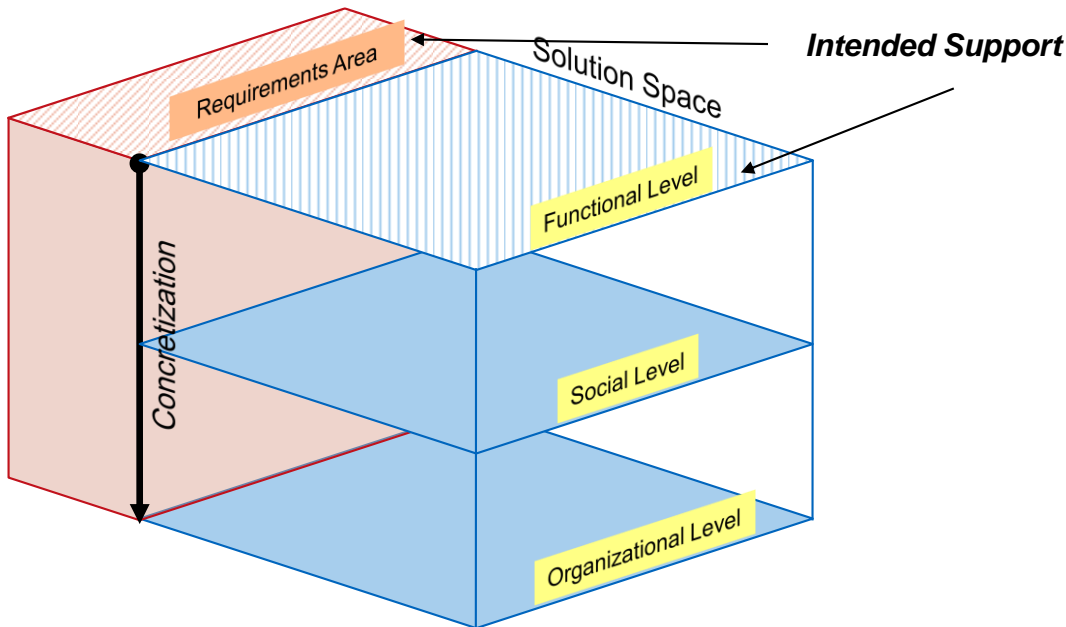 Requirements Area
Solution Space
Intended Support
Functional Level
Concretization
Social Level
Organizational Level